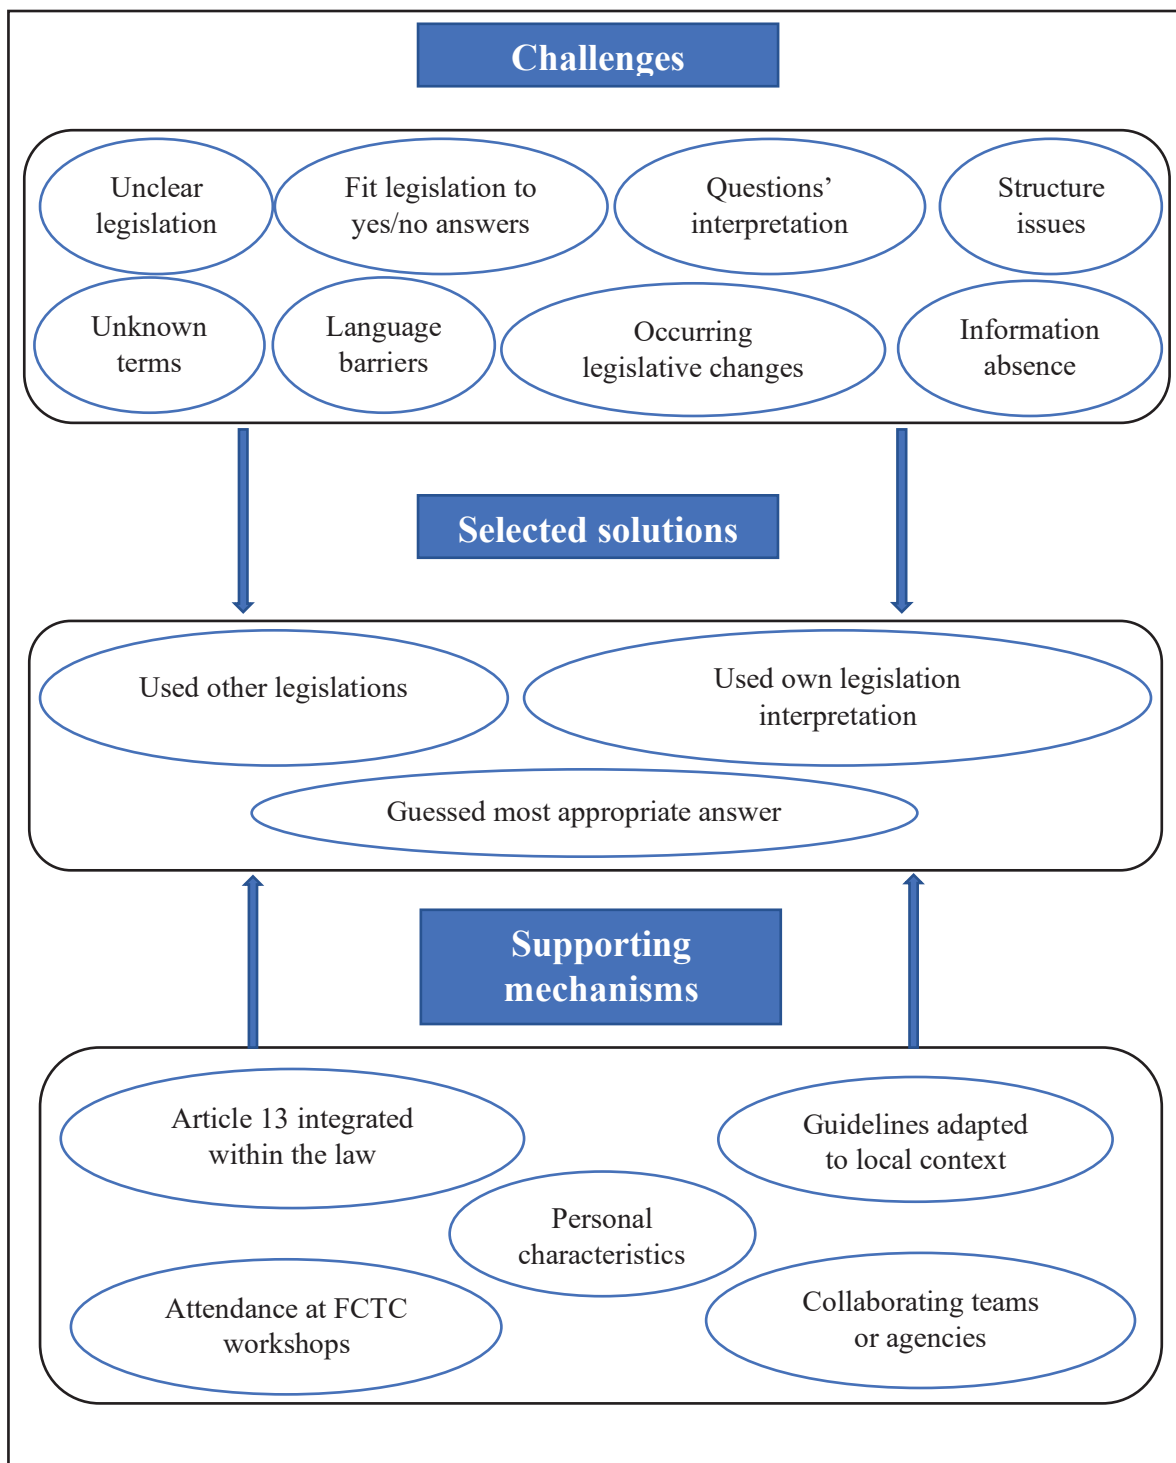 Challenges
Unclear
legislation
Fit legislation to
yes/no answers
Questions’
interpretation
Structure
issues
Unknown
terms
Language
barriers
Occurring
legislative changes
Information
absence
Selected solutions
Used other legislations
Used own legislation
interpretation
Guessed most appropriate answer
Supporting
mechanisms
Article 13 integrated
within the law
Guidelines adapted
to local context
Personal
characteristics
Attendance at FCTC
workshops
Collaborating teams
or agencies